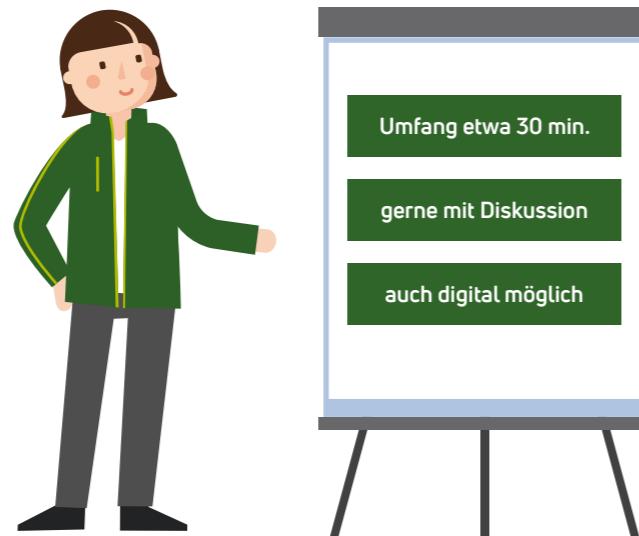 Umfang etwa 30 min.
gerne mit Diskussion
auch digital möglich